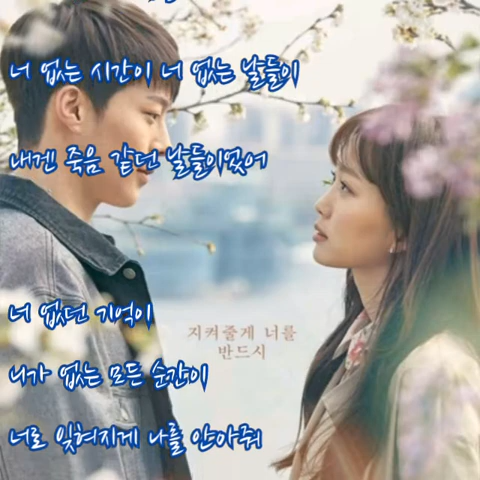 너 없는 시간이 너 없는 날들이
내겐 죽음 같던 날들이었어
너 없던 기억이
지켜줄게 너를
반드시
니가 없는 모든 순간이
너로 잊혀지게 나를 안아줘